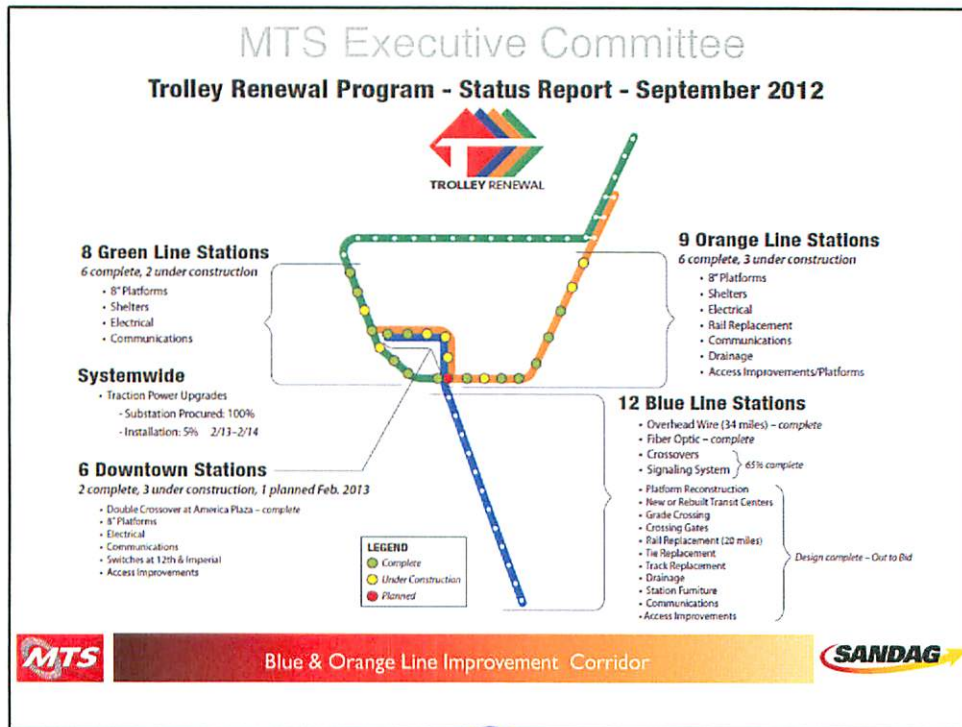 MTS Executive Committee
Trolley Renewal Program - Status Report - September 2012
TROLLEY RENEWAL
8 Green Line Stations
6 complete, 2 under construction
• 8" Platforms
• Shelters
• Electrical
• Communications
Systemwide
• Traction Power Upgrades
- Substation Procured: 100%
- Installation: 5% 2/13–2/14
6 Downtown Stations
2 complete, 3 under construction, 1 planned Feb. 2013
• Double Crossover at America Plaza – complete
• 8" Platforms
• Electrical
• Communications
• Switches at 12th & Imperial
• Access Improvements
LEGEND
Complete
Under Construction
Planned
9 Orange Line Stations
6 complete, 3 under construction
• 8" Platforms
• Shelters
• Electrical
• Rail Replacement
• Communications
• Drainage
• Access Improvements/Platforms
12 Blue Line Stations
• Overhead Wire (34 miles) – complete
• Fiber Optic – complete
• Crossovers
• Signaling System
65% complete
• Platform Reconstruction
• New or Rebuilt Transit Centers
• Grade Crossing
• Crossing Gates
• Rail Replacement (20 miles)
• Tie Replacement
• Track Replacement
• Drainage
• Station Furniture
• Communications
• Access Improvements
Design complete – Out to Bid
MTS
Blue & Orange Line Improvement Corridor
SANDAG